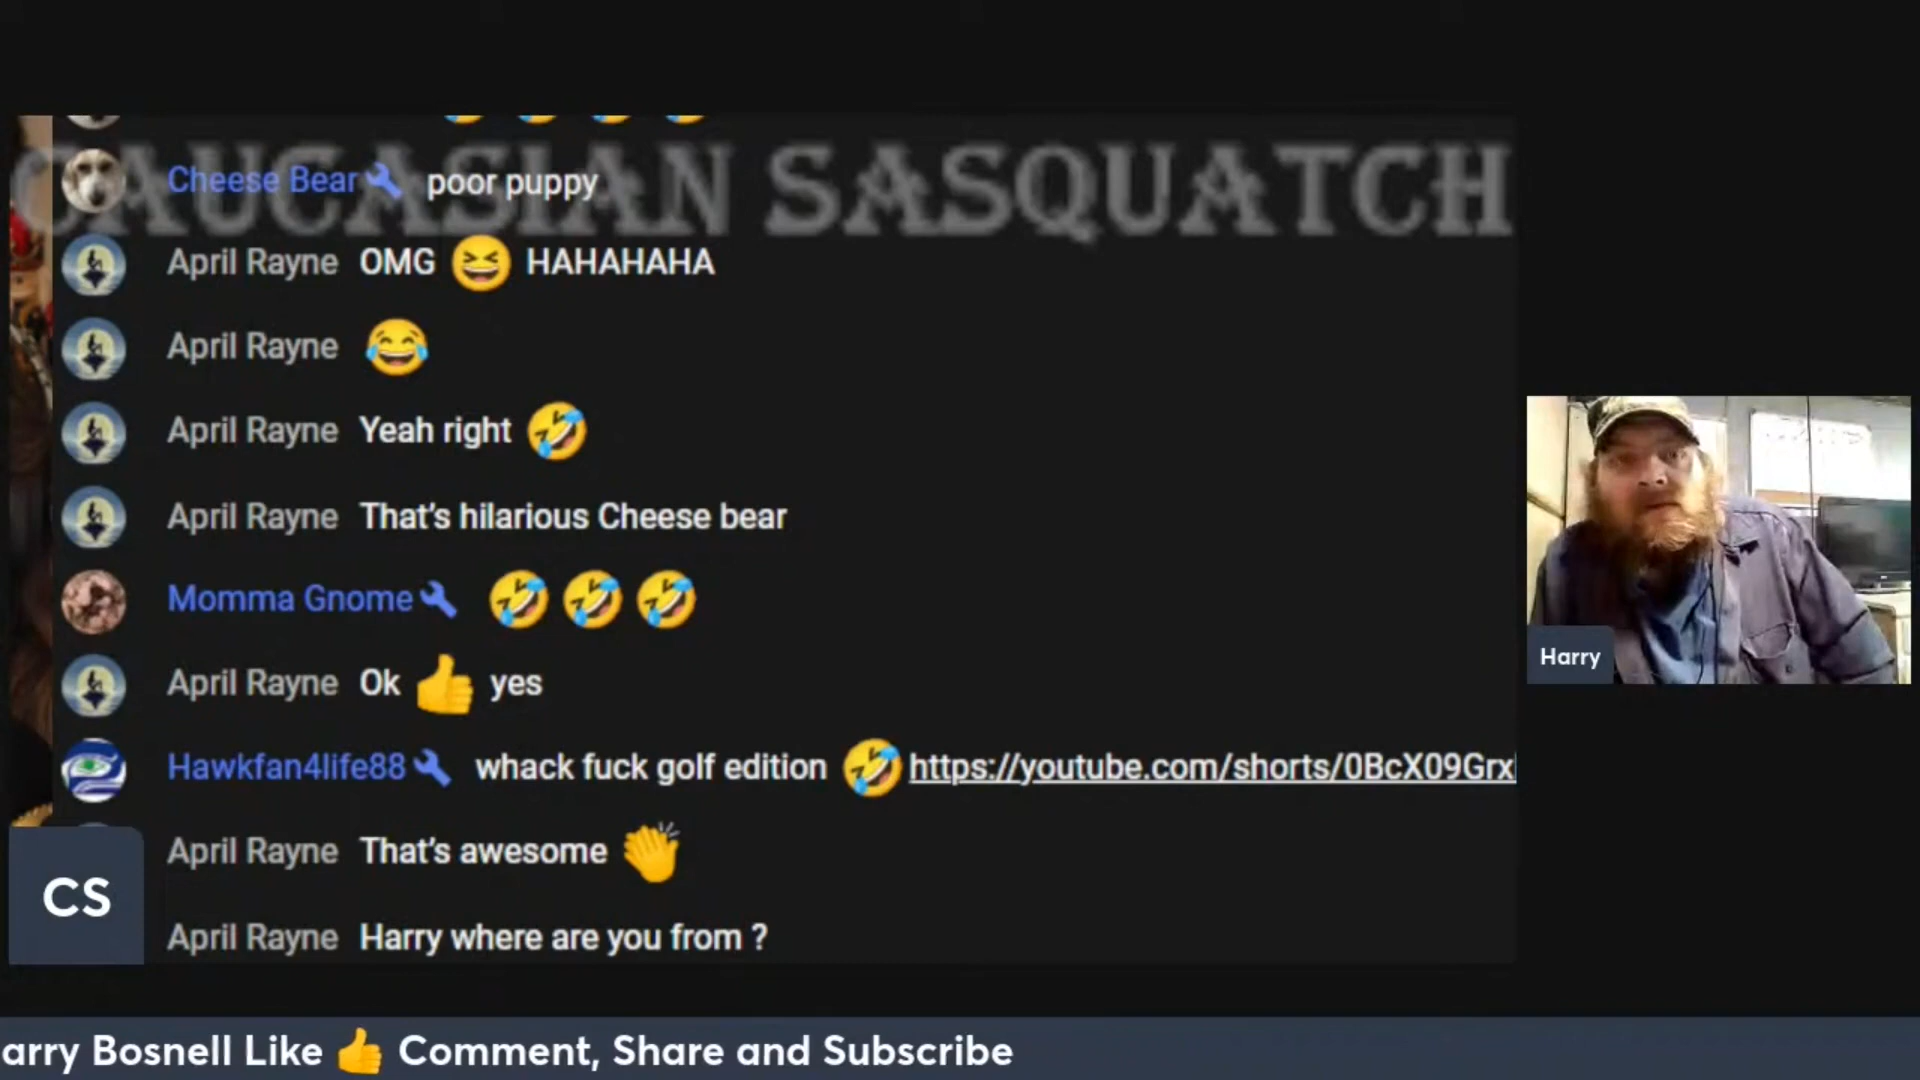 CAUCASIAN SASQUATCH
Cheese Bear poor puppy
April Rayne OMG 😆 HAHAHAHA
April Rayne 😂
April Rayne Yeah right 🤣
April Rayne That's hilarious Cheese bear
Momma Gnome 🤣🤣🤣
April Rayne Ok 👍 yes
Hawkfan4life88 whack fuck golf edition 🤣 https://youtube.com/shorts/0BcX09Grx
April Rayne That's awesome 👏
April Rayne Harry where are you from ?
CS
Harry
arry Bosnell Like 👍 Comment, Share and Subscribe